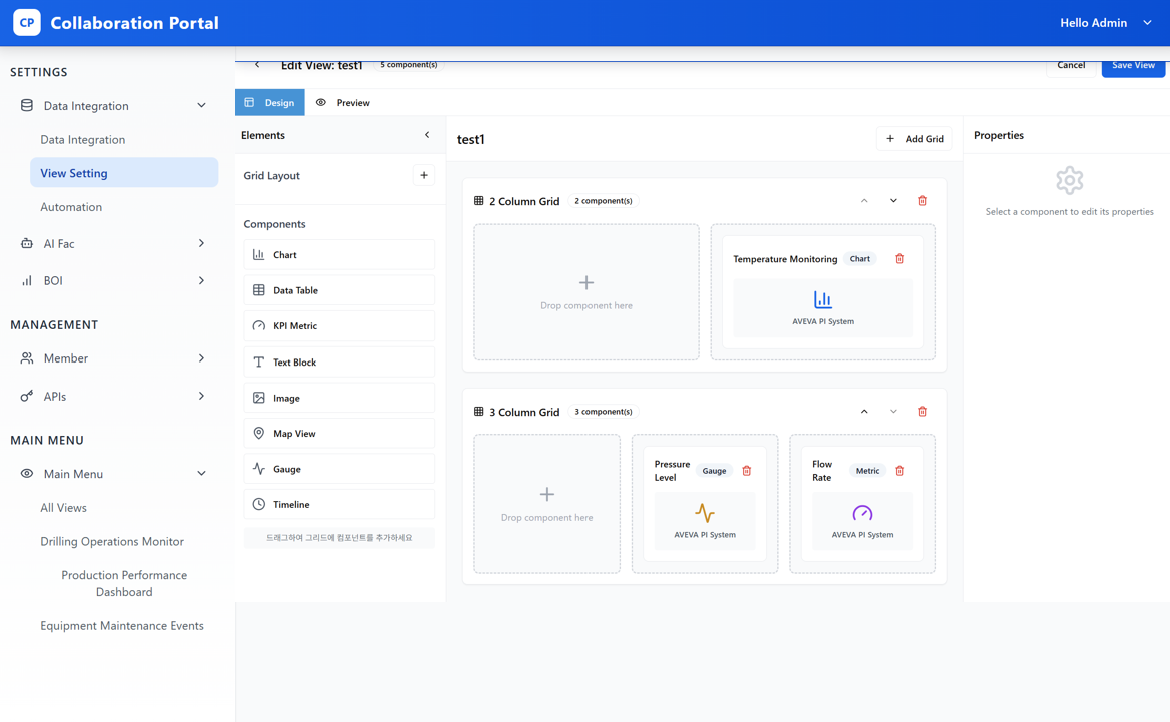 CP
Collaboration Portal
Hello Admin
SETTINGS
Data Integration
Data Integration
View Setting
Automation
AI Fac
BOI
MANAGEMENT
Member
APIs
MAIN MENU
Main Menu
All Views
Drilling Operations Monitor
Production Performance
Dashboard
Equipment Maintenance Events
Edit View: test1
5 component(s)
Cancel
Save View
Design
Preview
Elements
Grid Layout
Components
Chart
Data Table
KPI Metric
Text Block
Image
Map View
Gauge
Timeline
드래그하여 그리드에 컴포넌트를 추가하세요
test1
Add Grid
2 Column Grid
2 component(s)
Drop component here
Temperature Monitoring
Chart
AVEVA PI System
3 Column Grid
3 component(s)
Drop component here
Pressure
Level
Gauge
AVEVA PI System
Flow
Rate
Metric
AVEVA PI System
Properties
Select a component to edit its properties